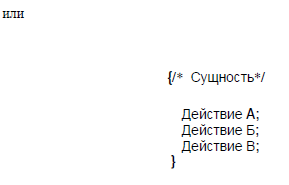 или
{/* Сущность*/
Действие А;
Действие Б;
Действие В;
}